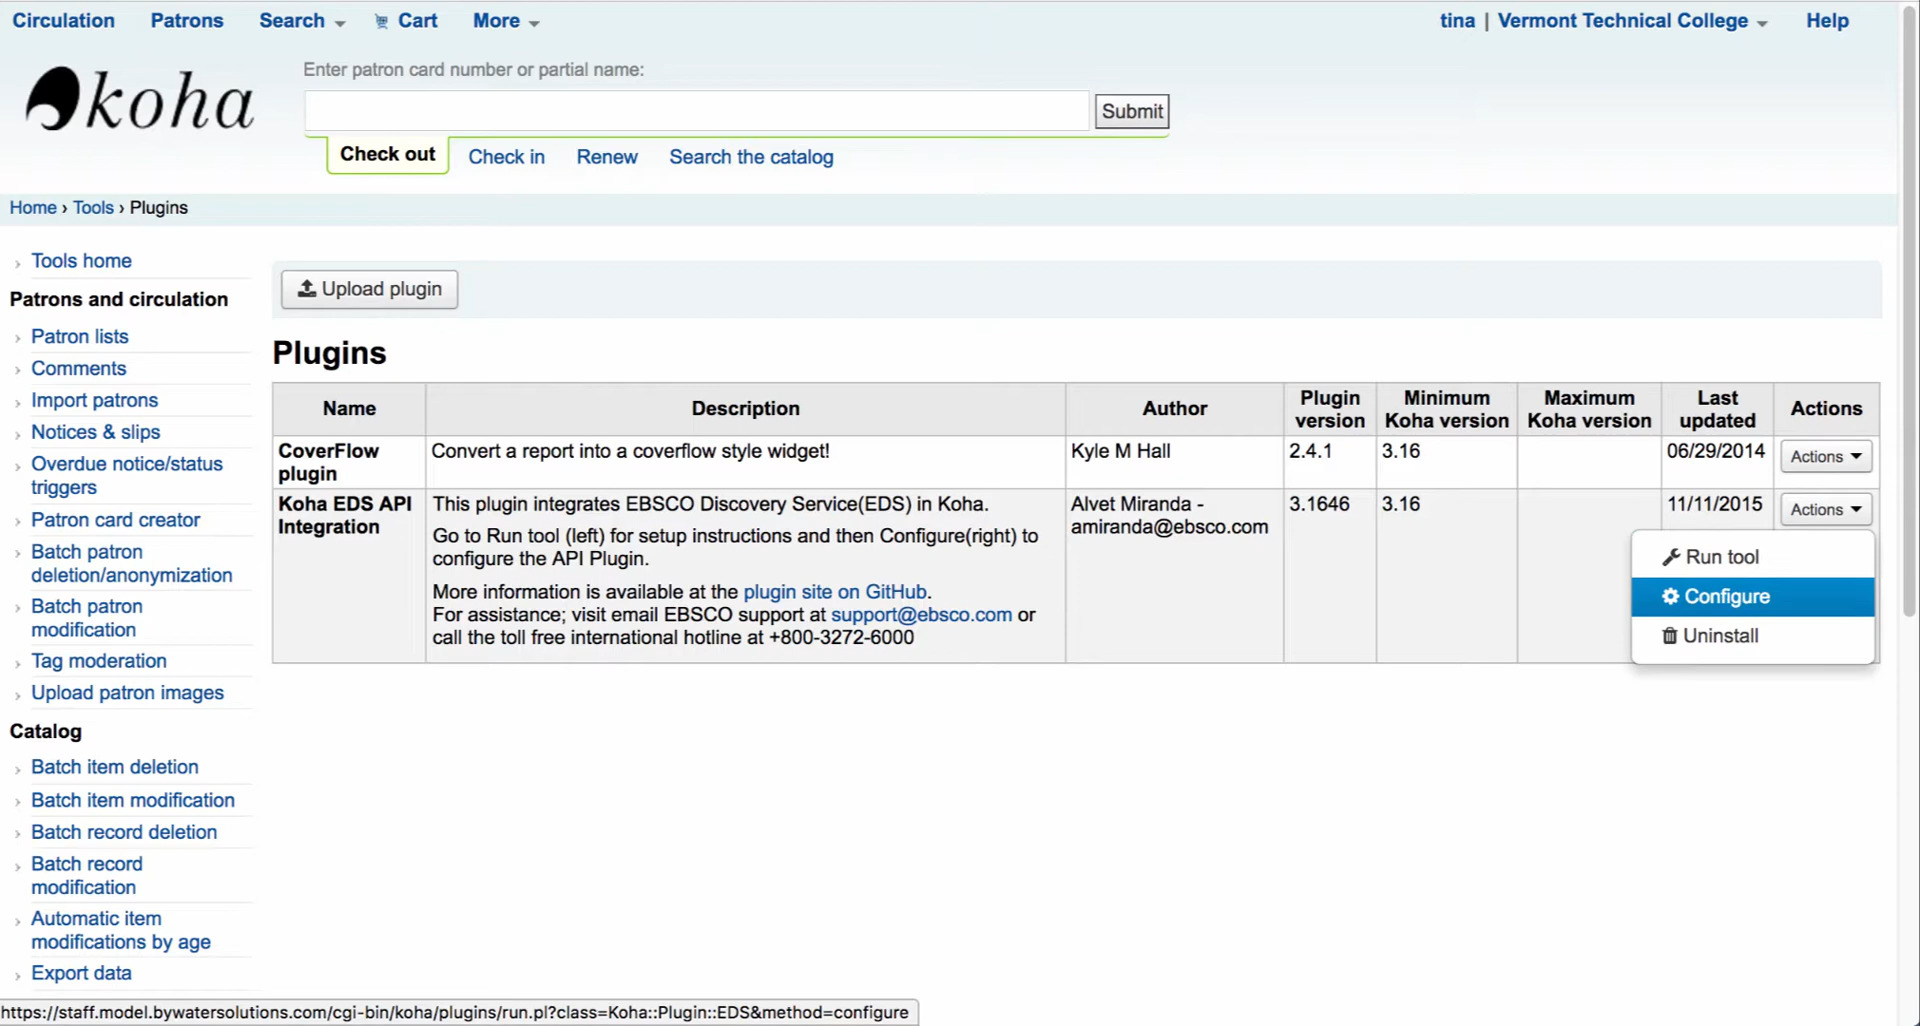 Circulation Patrons Search Cart More tina | Vermont Technical College Help
koha
Enter patron card number or partial name:
Submit
Check out Check in Renew Search the catalog
Home › Tools › Plugins
Tools home
Patrons and circulation
Patron lists
Comments
Import patrons
Notices & slips
Overdue notice/status
triggers
Patron card creator
Batch patron
deletion/anonymization
Batch patron
modification
Tag moderation
Upload patron images
Catalog
Batch item deletion
Batch item modification
Batch record deletion
Batch record
modification
Automatic item
modifications by age
Export data
Upload plugin
Plugins
Name Description Author Plugin version Minimum Koha version Maximum Koha version Last updated Actions
CoverFlow plugin Convert a report into a coverflow style widget! Kyle M Hall 2.4.1 3.16 06/29/2014 Actions
Koha EDS API Integration This plugin integrates EBSCO Discovery Service(EDS) in Koha. Alvet Miranda - amiranda@ebsco.com 3.1646 3.16 11/11/2015 Actions
Go to Run tool (left) for setup instructions and then Configure(right) to
configure the API Plugin.
More information is available at the plugin site on GitHub.
For assistance; visit email EBSCO support at support@ebsco.com or
call the toll free international hotline at +800-3272-6000
Run tool
Configure
Uninstall
https://staff.model.bywatersolutions.com/cgi-bin/koha/plugins/run.pl?class=Koha::Plugin::EDS&method=configure